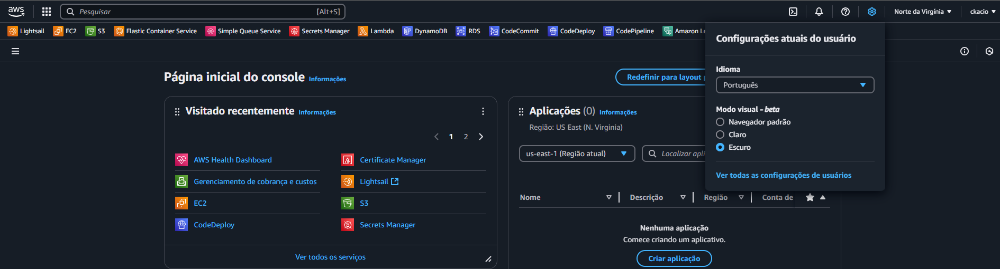 aws
Pesquisar
[Alt+S]
Norte da Virgínia
ckacio
Lightsail
EC2
S3
Elastic Container Service
Simple Queue Service
Secrets Manager
Lambda
DynamoDB
RDS
CodeCommit
CodeDeploy
CodePipeline
Amazon Le
Configurações atuais do usuário
Idioma
Português
Modo visual - beta
Navegador padrão
Claro
Escuro
Ver todas as configurações de usuários
Página inicial do console
Informações
Redefinir para layout
Visitado recentemente
Informações
1
2
AWS Health Dashboard
Certificate Manager
Gerenciamento de cobrança e custos
Lightsail
EC2
S3
CodeDeploy
Secrets Manager
Ver todos os serviços
Aplicações (0)
Informações
Região: US East (N. Virginia)
us-east-1 (Região atual)
Localizar apli
Nome
Descrição
Região
Conta de
Nenhuma aplicação
Comece criando um aplicativo.
Criar aplicação